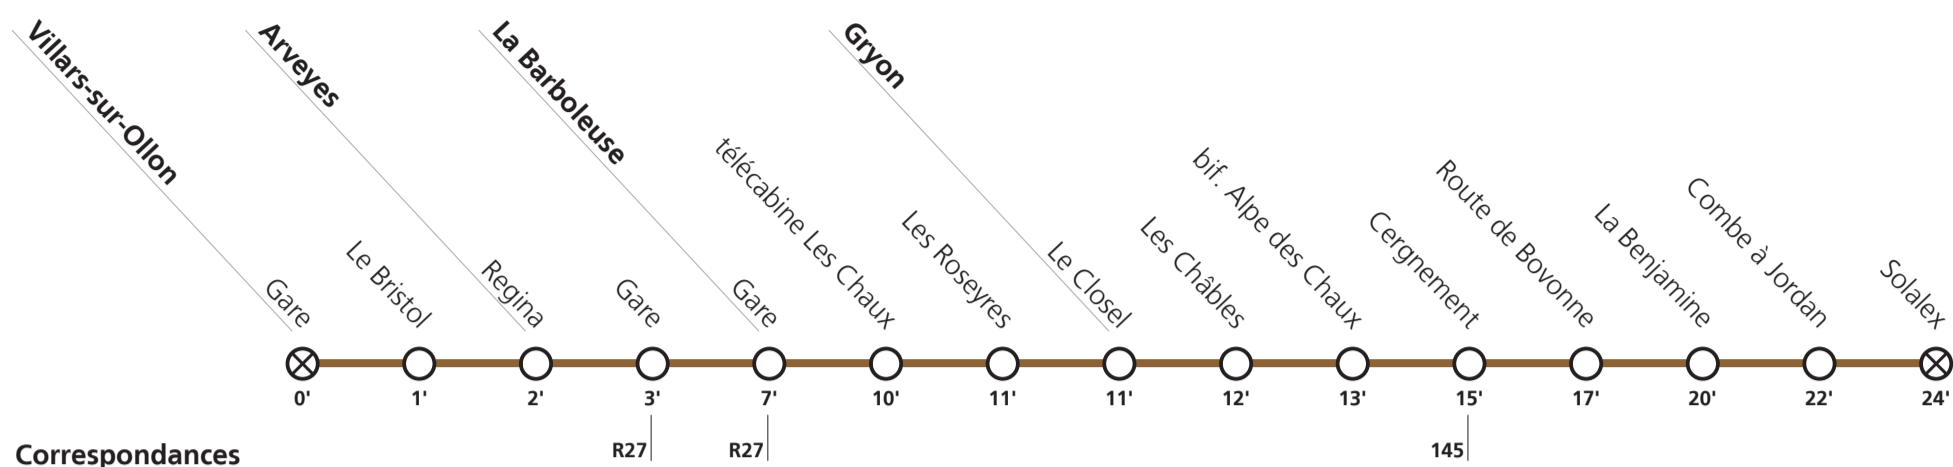 Villars-sur-Ollon
Gare
Le Bristol
Arveyes
Regina
Gare
La Barboleuse
Gare
télécabine Les Chaux
Les Roseyres
Gryon
Le Closel
Les Châbles
bif. Alpe des Chaux
Cergnement
Route de Bovonne
La Benjamine
Combe à Jordan
Solalex
0' 1' 2' 3' 7' 10' 11' 11' 12' 13' 15' 17' 20' 22' 24'
Correspondances R27 R27 145